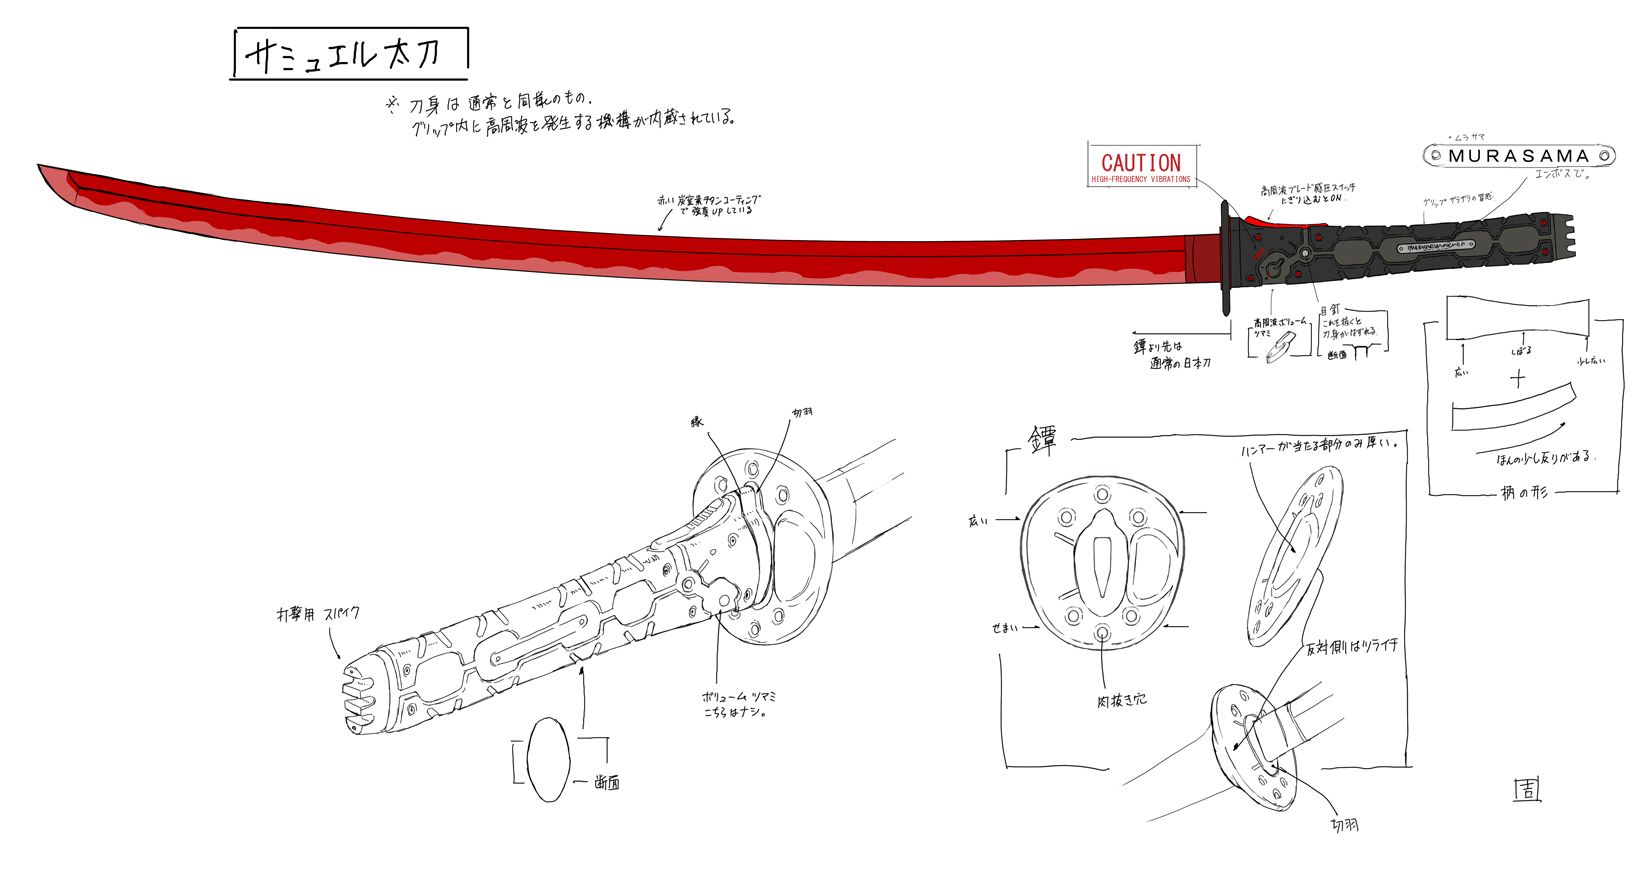 サミュエル太刀
※ 刀身は通常と同様のもの.
グリップ内に高周波を発生する機構が内蔵されている。
赤い炭窒素チタンコーティング
で強度UPしている
CAUTION
HIGH-FREQUENCY VIBRATIONS
高周波ブレード感圧スイッチ
にぎり込むとON.
ムラサマ
MURASAMA
エンボスで。
グリップ ザラザラの質感
鍔より先は
通常の日本刀
高周波ボリューム
ツマミ
目釘
これを抜くと
刀身がはずれる.
断面
広い
しぼる
少し広い
+
ほんの少し反りがある.
柄の形
縁
切羽
打撃用 スパイク
ボリュームツマミ
こちらはナシ。
断面
鐔
広い
せまい
肉抜き穴
ハンマーが当たる部分のみ厚い。
反対側はツライチ
切羽